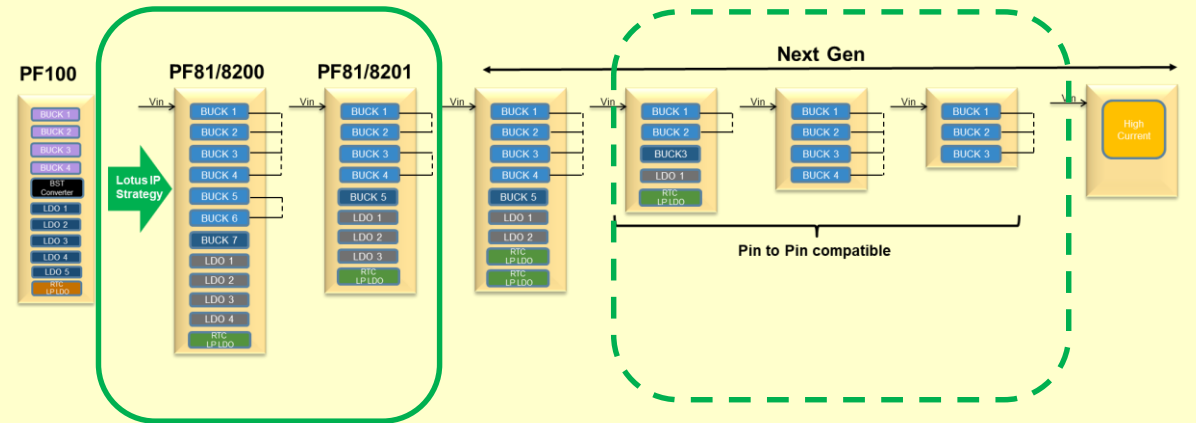 Next Gen
PF100
PF81/8200
PF81/8201
BUCK 1
BUCK 2
BUCK 3
BUCK 4
BST
Converter
LDO 1
LDO 2
LDO 3
LDO 4
LDO 5
RTC
LP LDO
Lotus IP
Strategy
Vin
BUCK 1
BUCK 2
BUCK 3
BUCK 4
BUCK 5
BUCK 6
BUCK 7
LDO 1
LDO 2
LDO 3
LDO 4
RTC
LP LDO
Vin
BUCK 1
BUCK 2
BUCK 3
BUCK 4
BUCK 5
LDO 1
LDO 2
LDO 3
RTC
LP LDO
Vin
BUCK 1
BUCK 2
BUCK 3
BUCK 4
BUCK 5
LDO 1
LDO 2
RTC
LP LDO
RTC
LP LDO
Vin
BUCK 1
BUCK 2
BUCK3
LDO 1
RTC
LP LDO
Vin
BUCK 1
BUCK 2
BUCK 3
BUCK 4
Vin
BUCK 1
BUCK 2
BUCK 3
Vin
High
Current
Pin to Pin compatible